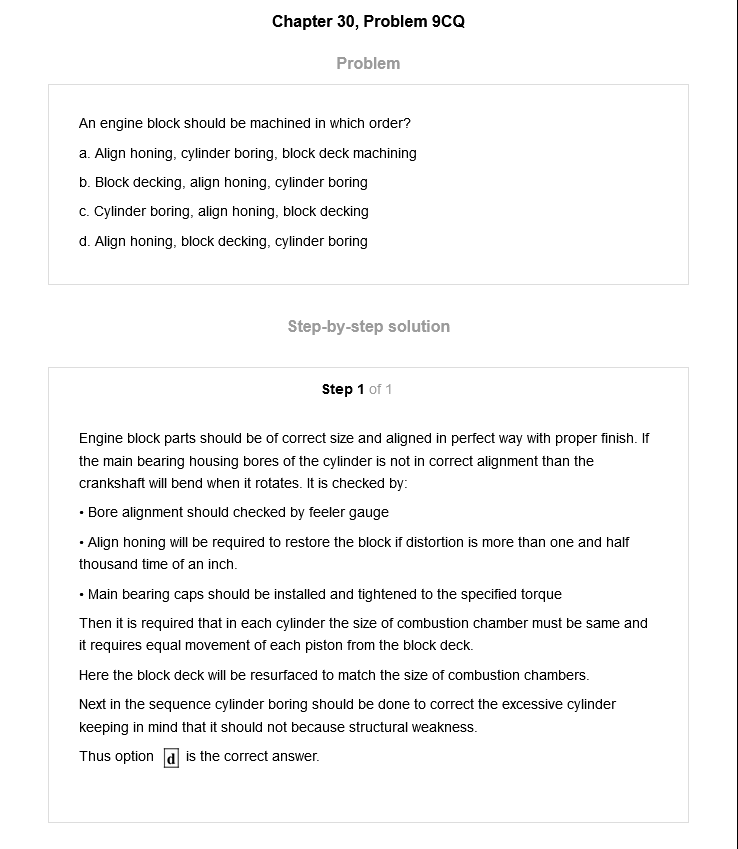 Chapter 30, Problem 9CQ
Problem
An engine block should be machined in which order?
a. Align honing, cylinder boring, block deck machining
b. Block decking, align honing, cylinder boring
c. Cylinder boring, align honing, block decking
d. Align honing, block decking, cylinder boring
Step-by-step solution
Step 1 of 1
Engine block parts should be of correct size and aligned in perfect way with proper finish. If
the main bearing housing bores of the cylinder is not in correct alignment than the
crankshaft will bend when it rotates. It is checked by:
• Bore alignment should checked by feeler gauge
• Align honing will be required to restore the block if distortion is more than one and half
thousand time of an inch.
• Main bearing caps should be installed and tightened to the specified torque
Then it is required that in each cylinder the size of combustion chamber must be same and
it requires equal movement of each piston from the block deck.
Here the block deck will be resurfaced to match the size of combustion chambers.
Next in the sequence cylinder boring should be done to correct the excessive cylinder
keeping in mind that it should not because structural weakness.
Thus option d is the correct answer.